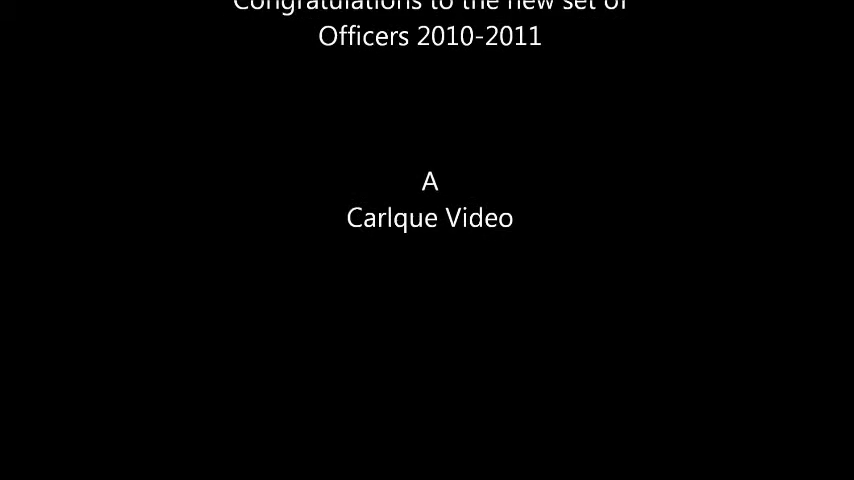 Congratulations to the new set of
Officers 2010-2011
A
Carlque Video